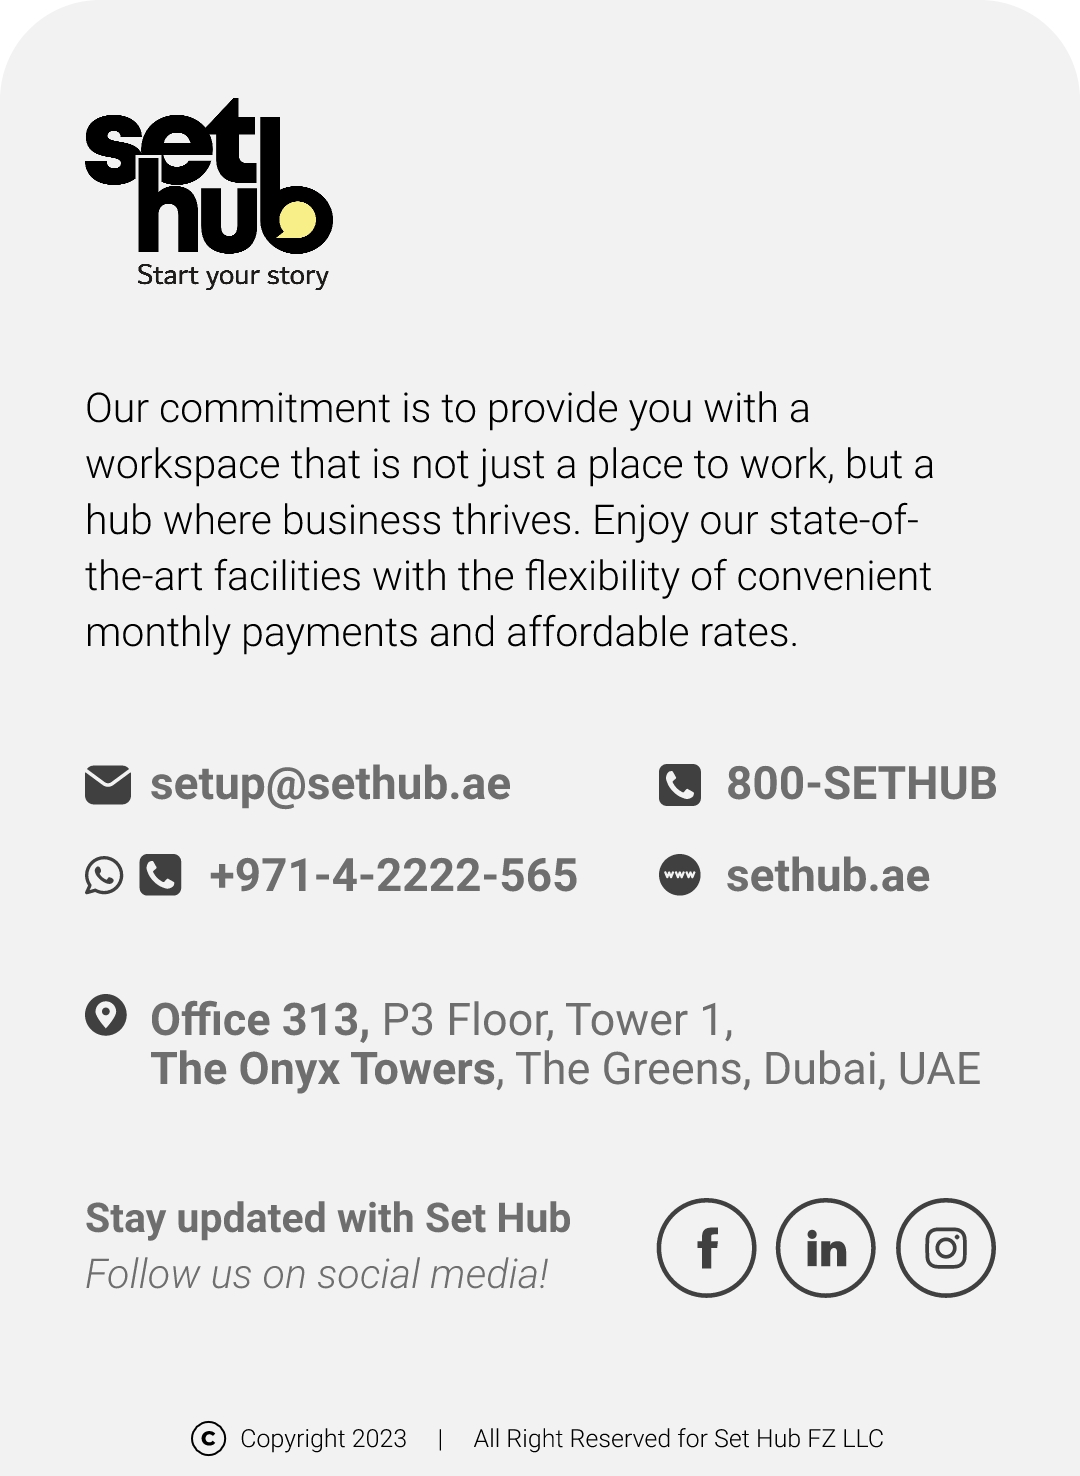 set
hub
Start your story
Our commitment is to provide you with a
workspace that is not just a place to work, but a
hub where business thrives. Enjoy our state-of-
the-art facilities with the flexibility of convenient
monthly payments and affordable rates.
setup@sethub.ae
800-SETHUB
+971-4-2222-565
www
sethub.ae
Office 313, P3 Floor, Tower 1,
The Onyx Towers, The Greens, Dubai, UAE
Stay updated with Set Hub
Follow us on social media!
f
in
© Copyright 2023 | All Right Reserved for Set Hub FZ LLC